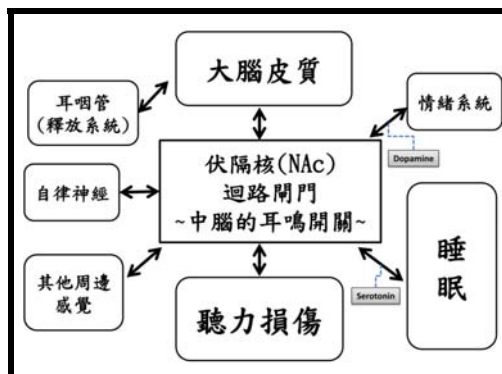 大腦皮質
耳咽管
(釋放系統)
情緒系統
Dopamine
伏隔核(NAc)
迴路閘門
~中腦的耳鳴開關~
自律神經
其他周邊
感覺
聽力損傷
Serotonin
睡
眠